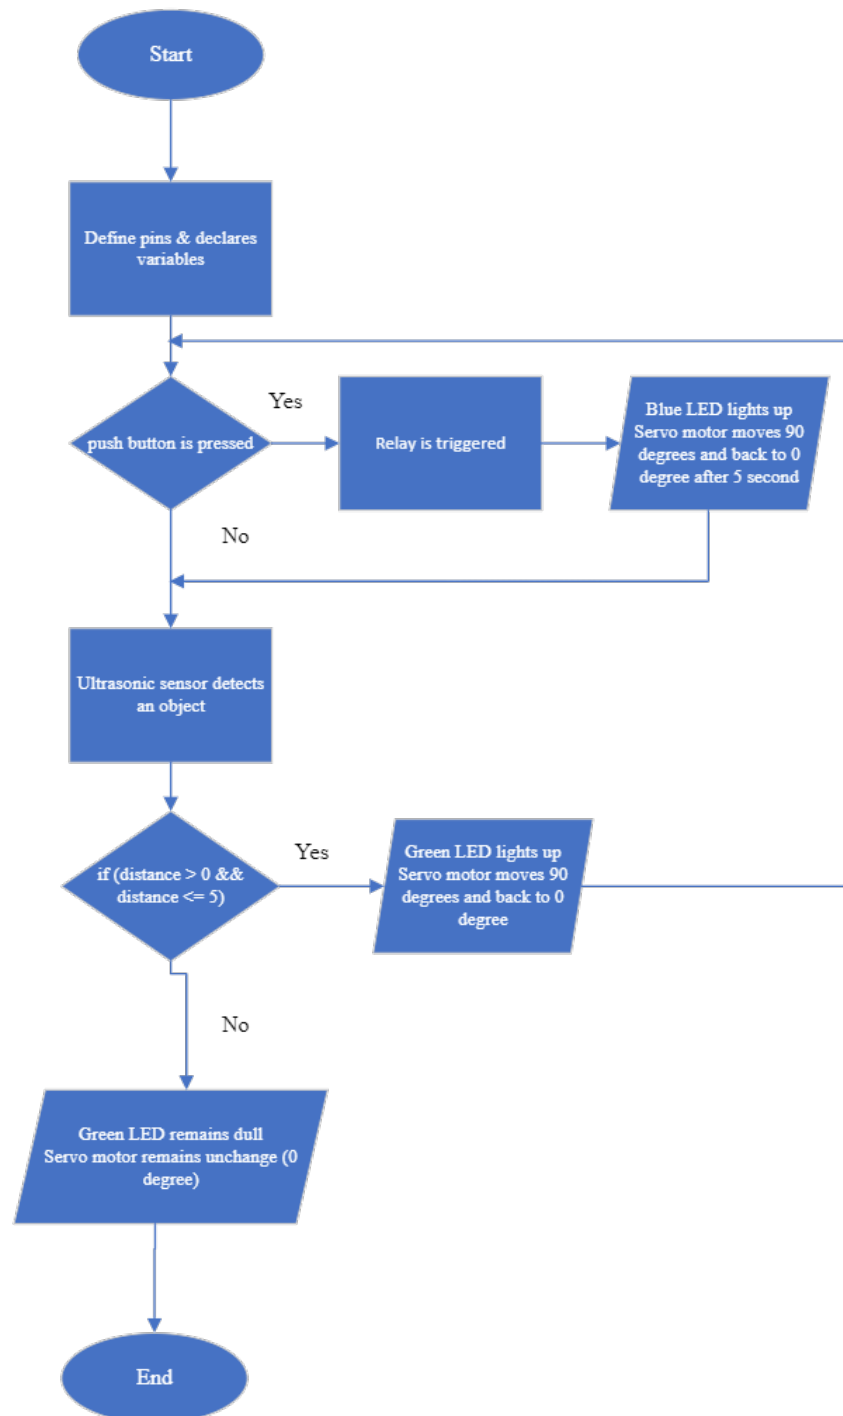 Start
Define pins & declares
variables
push button is pressed
Yes
Relay is triggered
Blue LED lights up
Servo motor moves 90
degrees and back to 0
degree after 5 second
No
Ultrasonic sensor detects
an object
if (distance > 0 &&
distance <= 5)
Yes
Green LED lights up
Servo motor moves 90
degrees and back to 0
degree
No
Green LED remains dull
Servo motor remains unchange (0
degree)
End